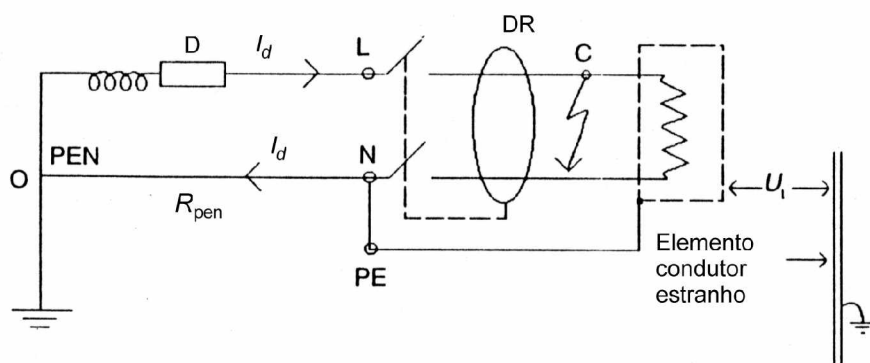 D
I_d
L
DR
C
PEN
I_d
N
O
R_pen
U_t
PE
Elemento
condutor
estranho